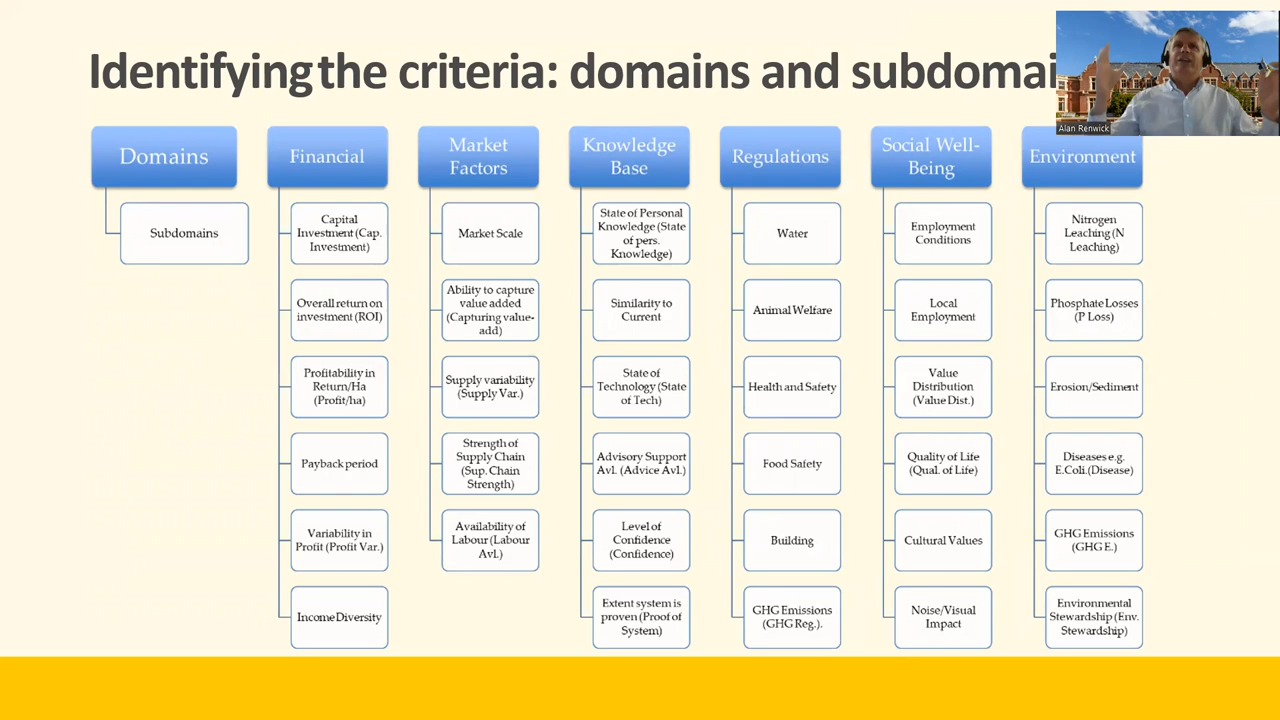 Identifying the criteria: domains and subdomai
Alan Renwick
Domains
Subdomains
Financial
Capital
Investment (Cap.
Investment)
Overall return on
investment (ROI)
Profitability in
Return/Ha
(Profit/ha)
Payback period
Variability in
Profit (Profit Var.)
Income Diversity
Market
Factors
Market Scale
Ability to capture
value added
(Capturing value-
add)
Supply variability
(Supply Var.)
Strength of
Supply Chain
(Sup. Chain
Strength)
Availability of
Labour (Labour
Avl.)
Knowledge
Base
State of Personal
Knowledge (State
of pers.
Knowledge)
Similarity to
Current
State of
Technology (State
of Tech)
Advisory Support
Avl. (Advice Avl.)
Level of
Confidence
(Confidence)
Extent system is
proven (Proof of
System)
Regulations
Water
Animal Welfare
Health and Safety
Food Safety
Building
GHG Emissions
(GHG Reg.).
Social Well-
Being
Employment
Conditions
Local
Employment
Value
Distribution
(Value Dist.)
Quality of Life
(Qual. of Life)
Cultural Values
Noise/Visual
Impact
Environment
Nitrogen
Leaching (N
Leaching)
Phosphate Losses
(P Loss)
Erosion/Sediment
Diseases e.g.
E.Coli.(Disease)
GHG Emissions
(GHG E.)
Environmental
Stewardship (Env.
Stewardship)